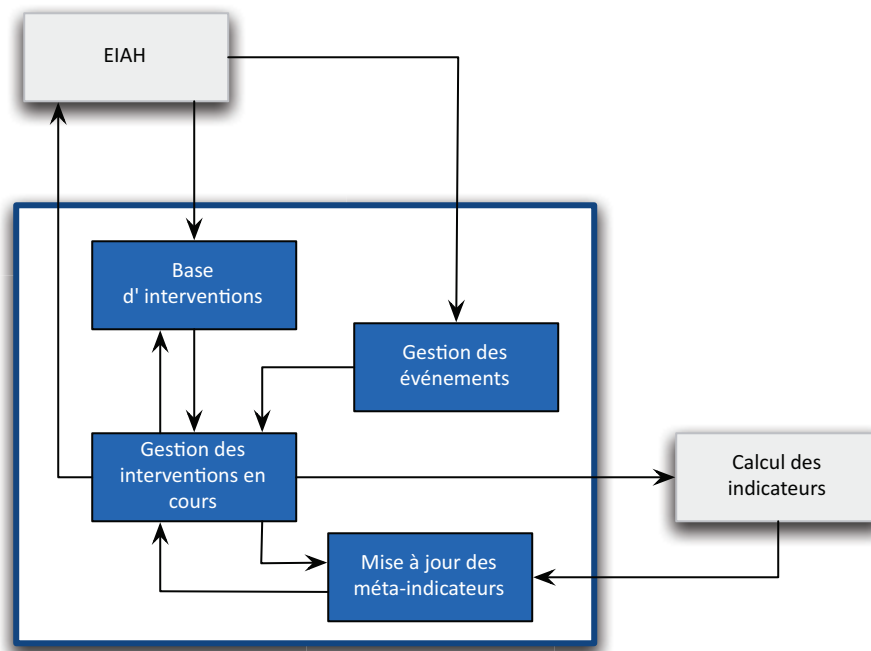 EIAH
Base
d' interventions
Gestion des
événements
Gestion des
interventions en
cours
Calcul des
indicateurs
Mise à jour des
méta-indicateurs